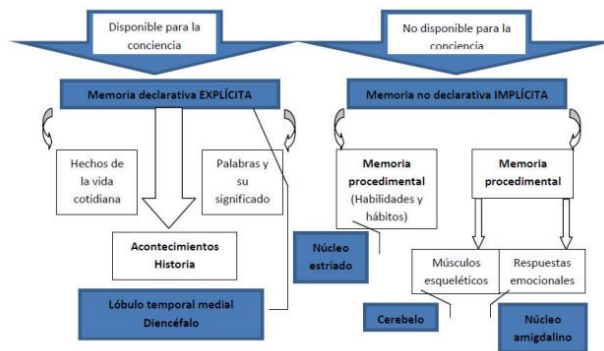 Disponible para la
conciencia
No disponible para la
conciencia
Memoria declarativa EXPLÍCITA
Memoria no declarativa IMPLÍCITA
Hechos de
la vida
cotidiana
Palabras y
su
significado
Memoria
procedimental
(Habilidades y
hábitos)
Memoria
procedimental
Acontecimientos
Historia
Núcleo
estriado
Músculos
esqueléticos
Respuestas
emocionales
Lóbulo temporal medial
Diencéfalo
Cerebelo
Núcleo
amigdalino